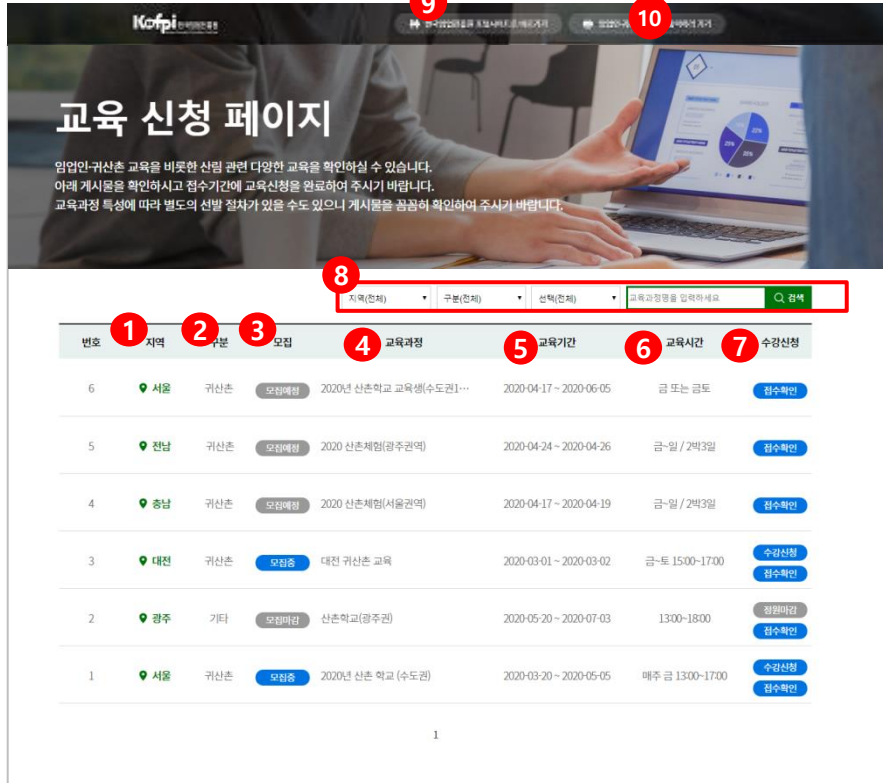 9
10
Kofpi 한국임업진흥원
교육 신청 페이지
임업인·귀산촌 교육을 비롯한 산림 관련 다양한 교육을 확인하실 수 있습니다.
아래 게시물을 확인하시고 접수기간에 교육신청을 완료하여 주시기 바랍니다.
교육과정 특성에 따라 별도의 선발 절차가 있을 수도 있으니 게시물을 꼼꼼히 확인하여 주시기 바랍니다.
8
지역(전체) 구분(전체) 선택(전체) 교육과정명을 입력하세요 검색
번호 1 지역 2 구분 3 모집 4 교육과정 5 교육기간 6 교육시간 7 수강신청
6 서울 귀산촌 모집예정 2020년 산촌학교 교육생(수도권1… 2020-04-17 ~ 2020-06-05 금 또는 금토 접수확인
5 전남 귀산촌 모집예정 2020 산촌체험(광주권역) 2020-04-24 ~ 2020-04-26 금~일 / 2박3일 접수확인
4 충남 귀산촌 모집예정 2020 산촌체험(서울권역) 2020-04-17 ~ 2020-04-19 금~일 / 2박3일 접수확인
3 대전 귀산촌 모집중 대전 귀산촌 교육 2020-03-01 ~ 2020-03-02 금~토 15:00~17:00 수강신청
접수확인
2 광주 기타 모집마감 산촌학교(광주권) 2020-05-20 ~ 2020-07-03 13:00~18:00 정원마감
접수확인
1 서울 귀산촌 모집중 2020년 산촌 학교 (수도권) 2020-03-20 ~ 2020-05-05 매주 금 13:00~17:00 수강신청
접수확인
1